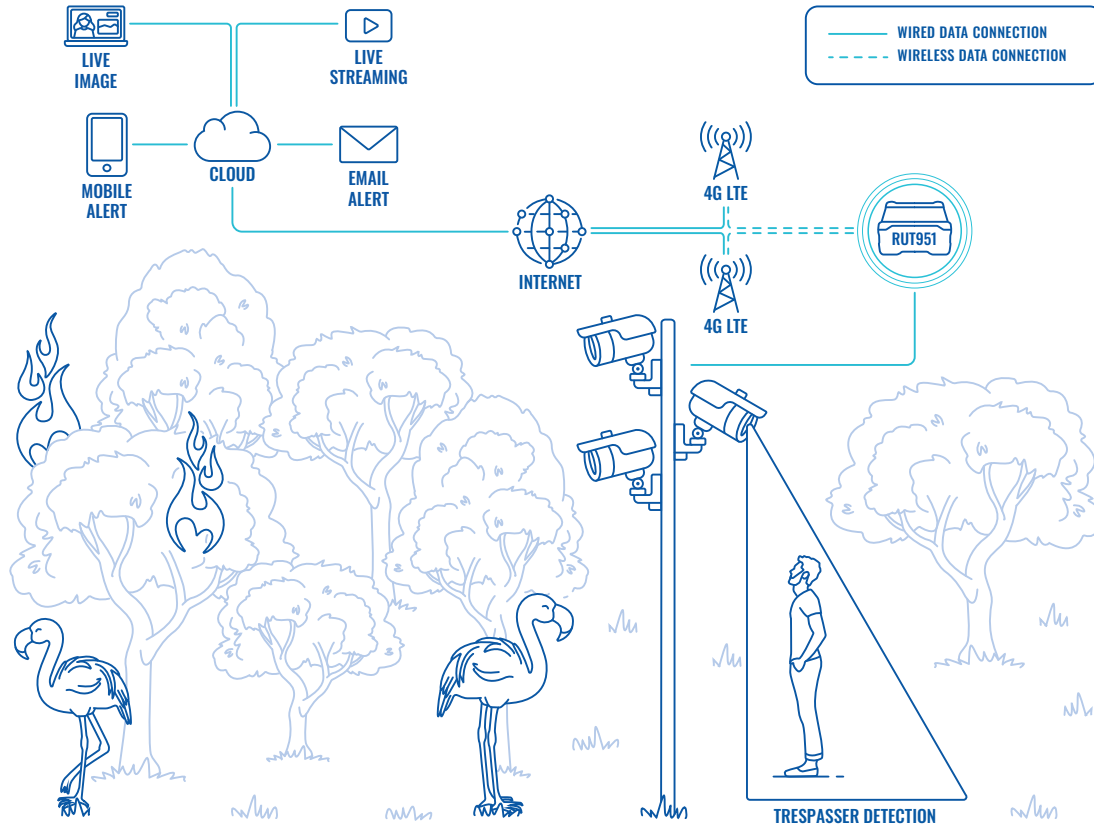 WIRED DATA CONNECTION
WIRELESS DATA CONNECTION
LIVE
IMAGE
LIVE
STREAMING
MOBILE
ALERT
CLOUD
EMAIL
ALERT
INTERNET
4G LTE
4G LTE
RUT951
TRESPASSER DETECTION